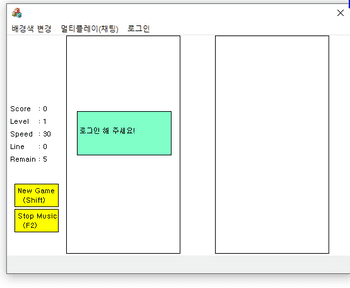 배경색 변경 멀티플레이(채팅) 로그인
Score : 0
Level : 1
Speed : 30
Line : 0
Remain : 5
로그인 해 주세요!
New Game
(Shift)
Stop Music
(F2)